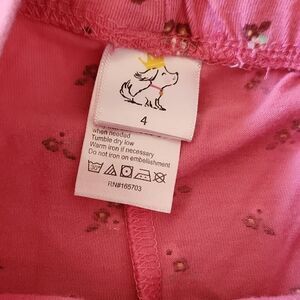 4
when needed
Tumble dry low
Warm iron if necessary
Do not iron on embellishment
RN#165703